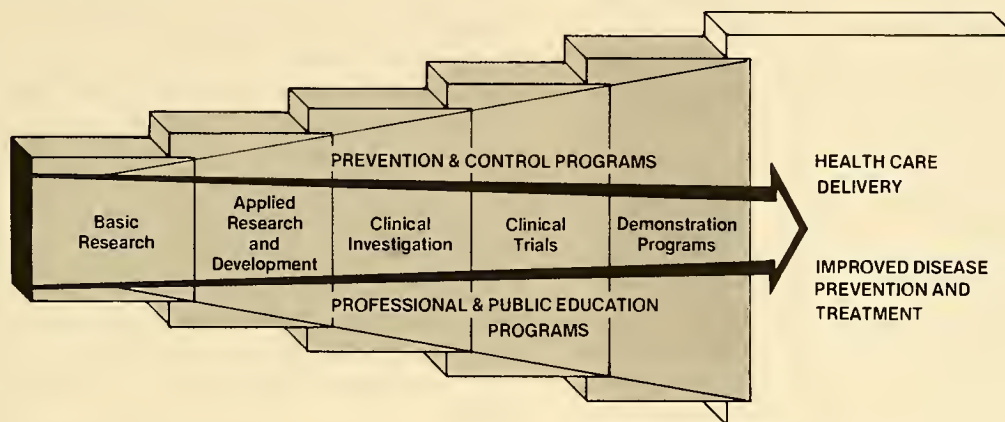 PREVENTION & CONTROL PROGRAMS
HEALTH CARE
DELIVERY
Basic
Research
Applied
Research
and
Development
Clinical
Investigation
Clinical
Trials
Demonstration
Programs
IMPROVED DISEASE
PREVENTION AND
TREATMENT
PROFESSIONAL & PUBLIC EDUCATION
PROGRAMS